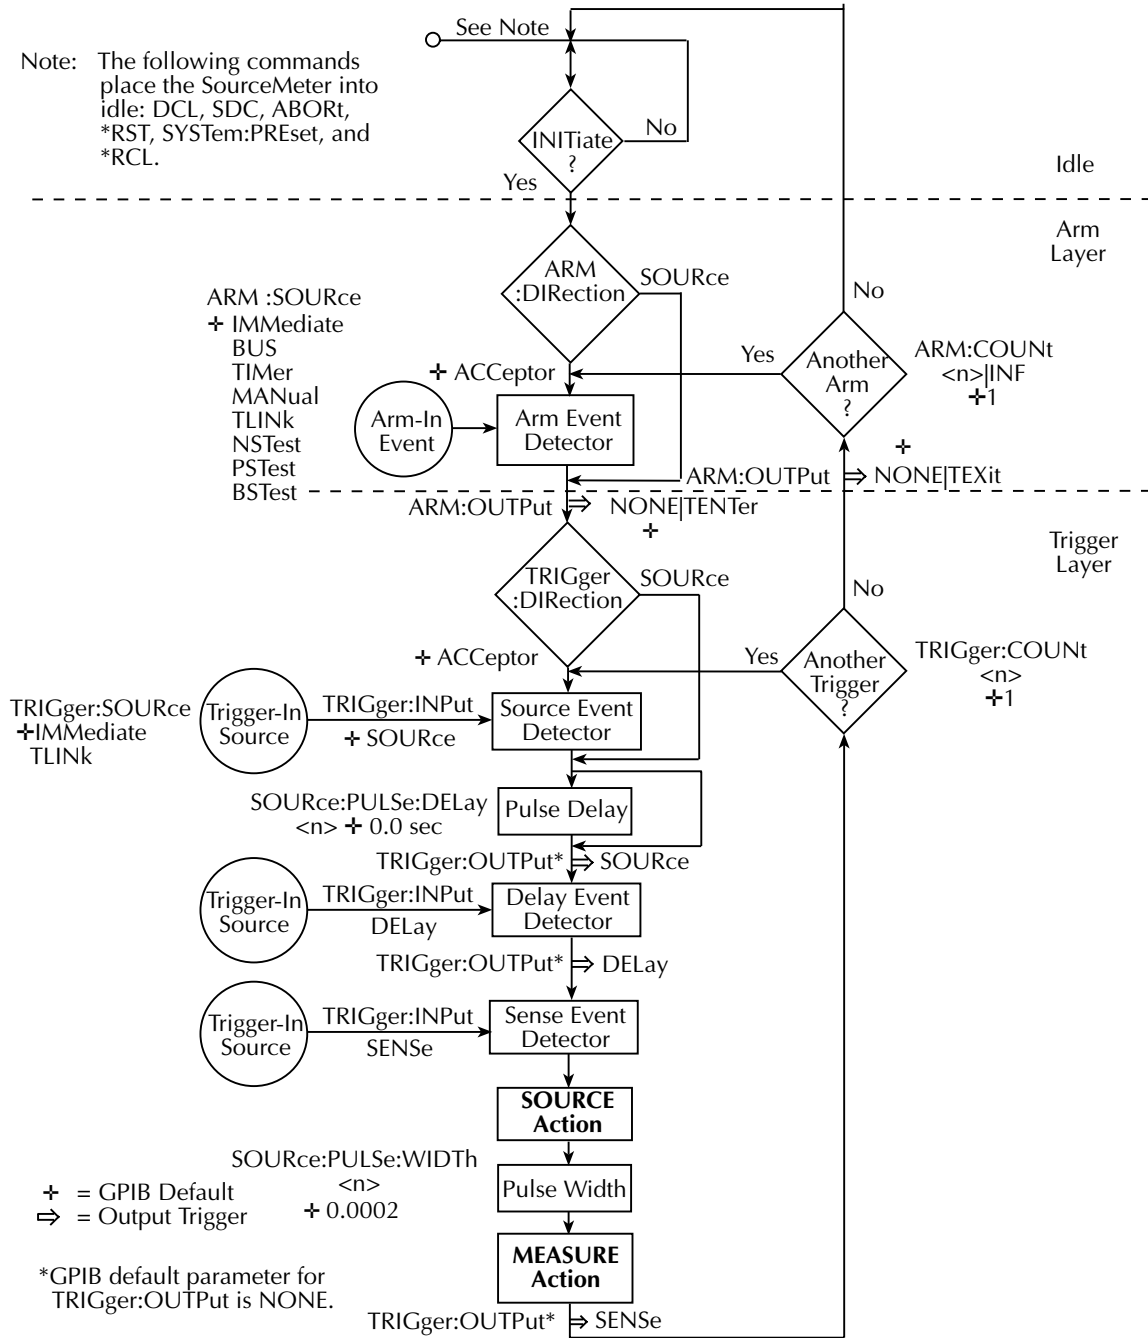 See Note
Note: The following commands
place the SourceMeter into
idle: DCL, SDC, ABORt,
*RST, SYSTem:PREset, and
*RCL.
INITiate
?
No
Yes
Idle
Arm
Layer
ARM
:DIRection
SOURce
ARM :SOURce
✛ IMMediate
BUS
TIMer
MANual
TLINk
NSTest
PSTest
BSTest
No
Another
Arm
?
Yes
ARM:COUNt
<n>|INF
✛1
✛ ACCeptor
Arm-In
Event
Arm Event
Detector
ARM:OUTPut ⇨ NONE|TEXit
✛
ARM:OUTPut ⇨ NONE|TENTer
✛
Trigger
Layer
TRIGger
:DIRection
SOURce
No
Another
Trigger
?
Yes
TRIGger:COUNt
<n>
✛1
✛ ACCeptor
TRIGger:SOURce
✛IMMediate
TLINk
Trigger-In
Source
TRIGger:INPut
✛ SOURce
Source Event
Detector
SOURce:PULSe:DELay
<n> ✛ 0.0 sec
Pulse Delay
TRIGger:OUTPut* ⇨ SOURce
Trigger-In
Source
TRIGger:INPut
DELay
Delay Event
Detector
TRIGger:OUTPut* ⇨ DELay
Trigger-In
Source
TRIGger:INPut
SENSe
Sense Event
Detector
SOURCE
Action
SOURce:PULSe:WIDTh
<n>
✛ 0.0002
Pulse Width
✛ = GPIB Default
⇨ = Output Trigger
MEASURE
Action
*GPIB default parameter for
TRIGger:OUTPut is NONE.
TRIGger:OUTPut* ⇨ SENSe